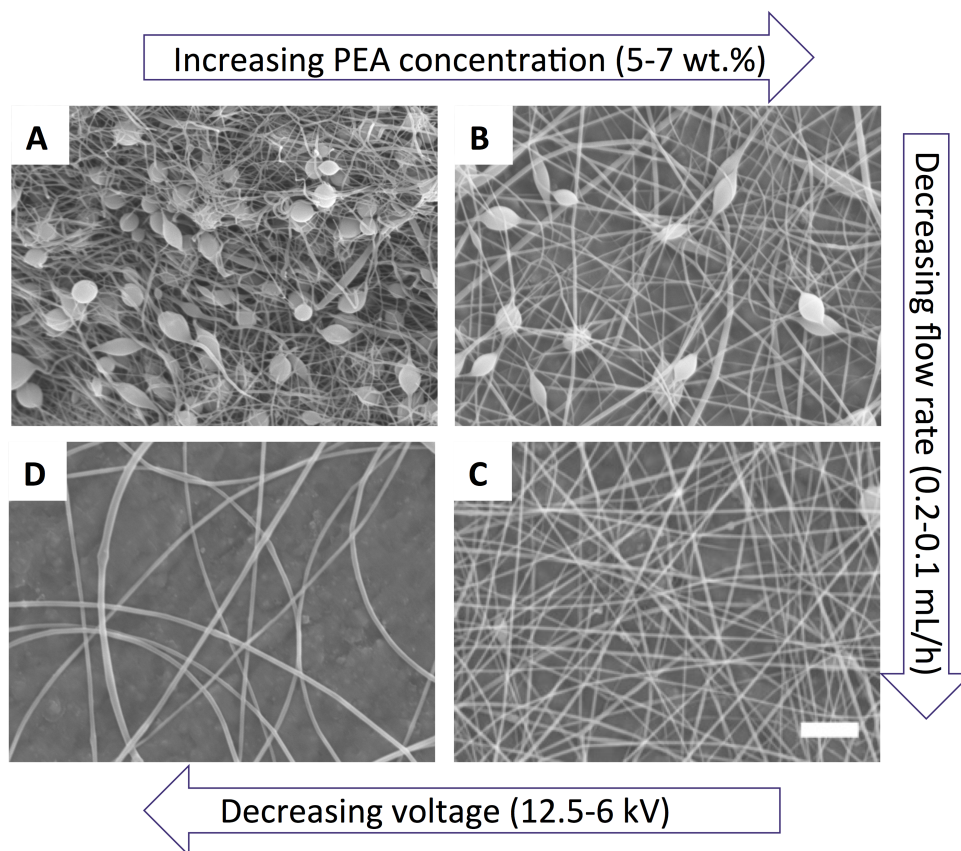 Increasing PEA concentration (5-7 wt.%)
A
B
Decreasing flow rate (0.2-0.1 mL/h)
D
C
Decreasing voltage (12.5-6 kV)